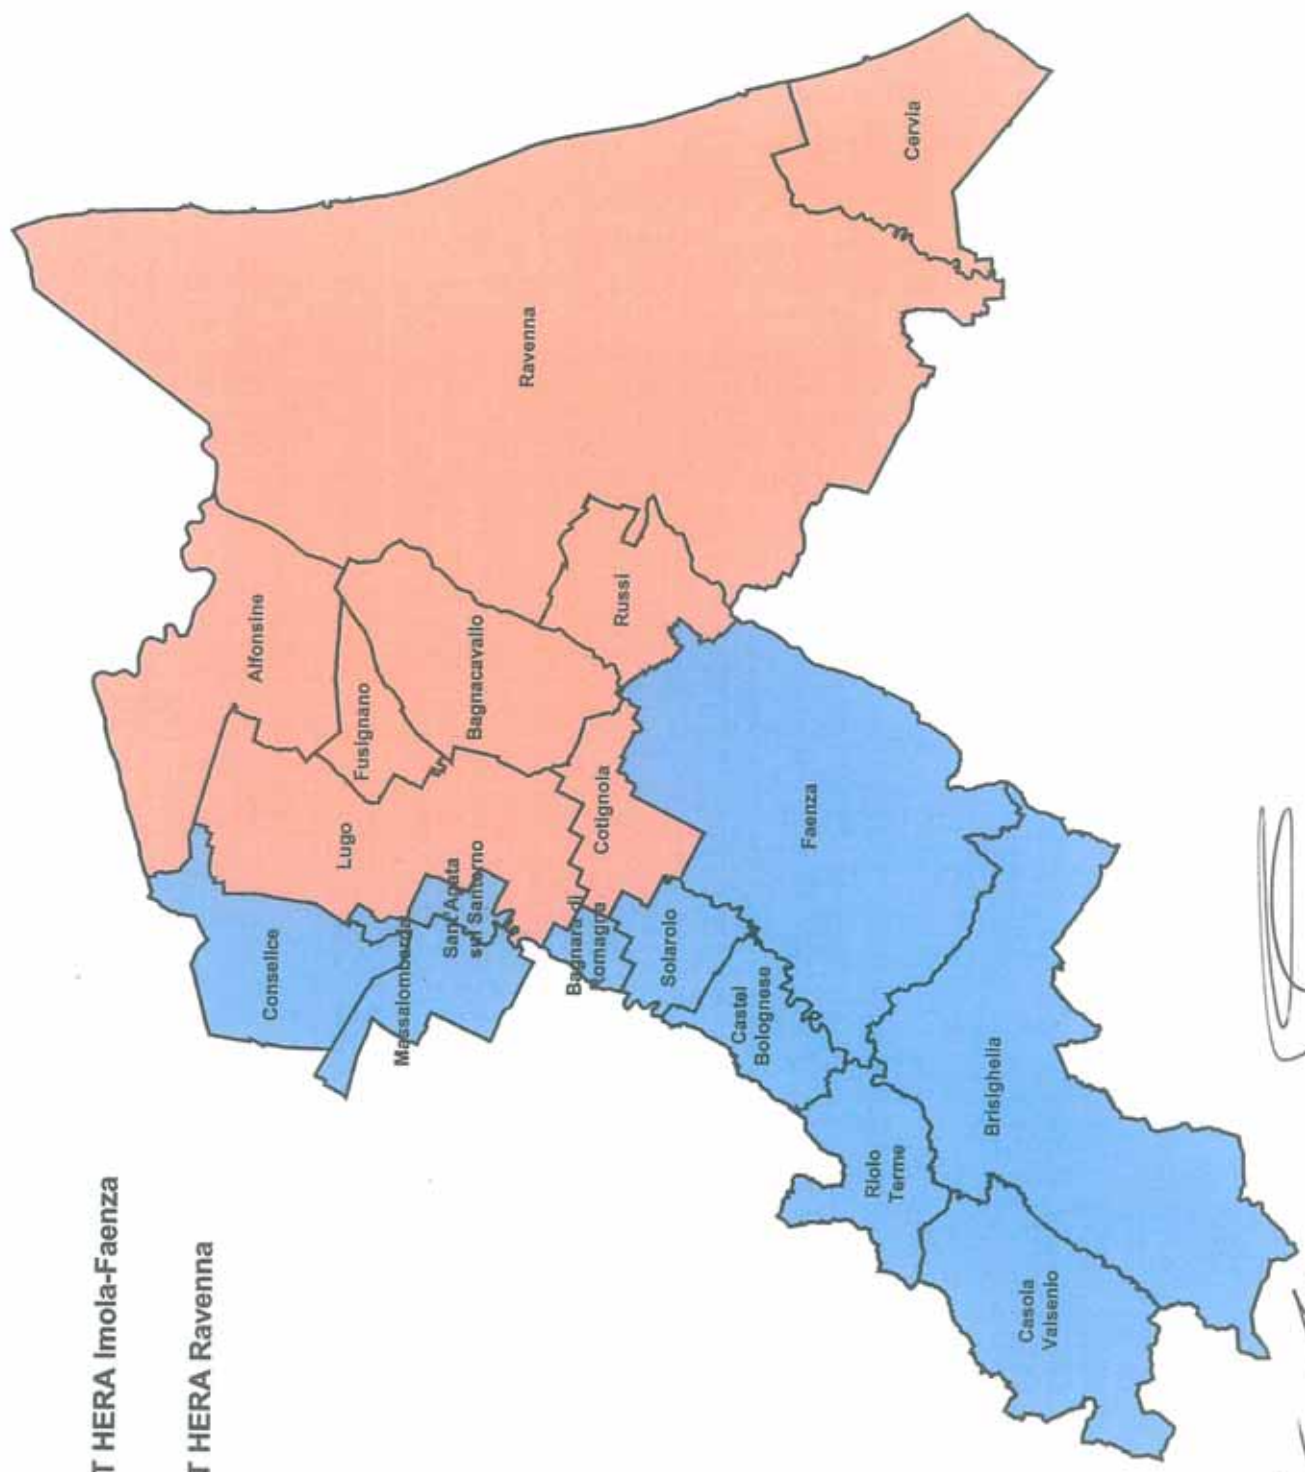 T HERA Imola-Faenza
T HERA Ravenna
Ravenna
Cervia
Alfonsine
Fusignano
Bagnacavallo
Russi
Lugo
Cotignola
Faenza
Conselice
Massalombarda
Sant'Agata
sul Santerno
Bagnara di
Romagna
Solarolo
Castel
Bolognese
Riolo
Terme
Brisighella
Casola
Valsenio